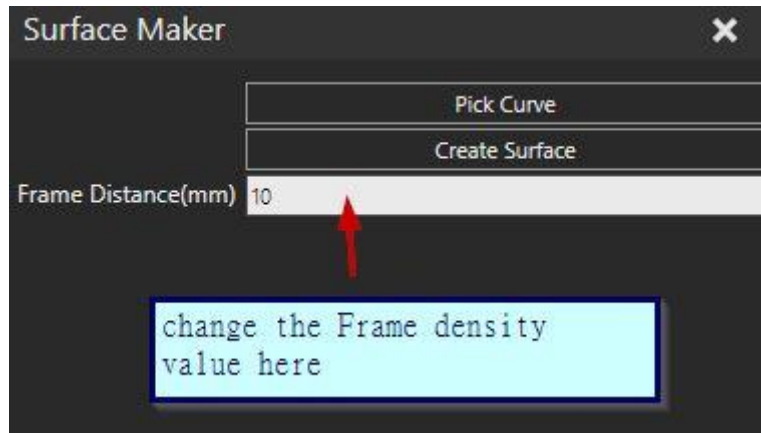 Surface Maker
Pick Curve
Create Surface
Frame Distance(mm) 10
change the Frame density
value here